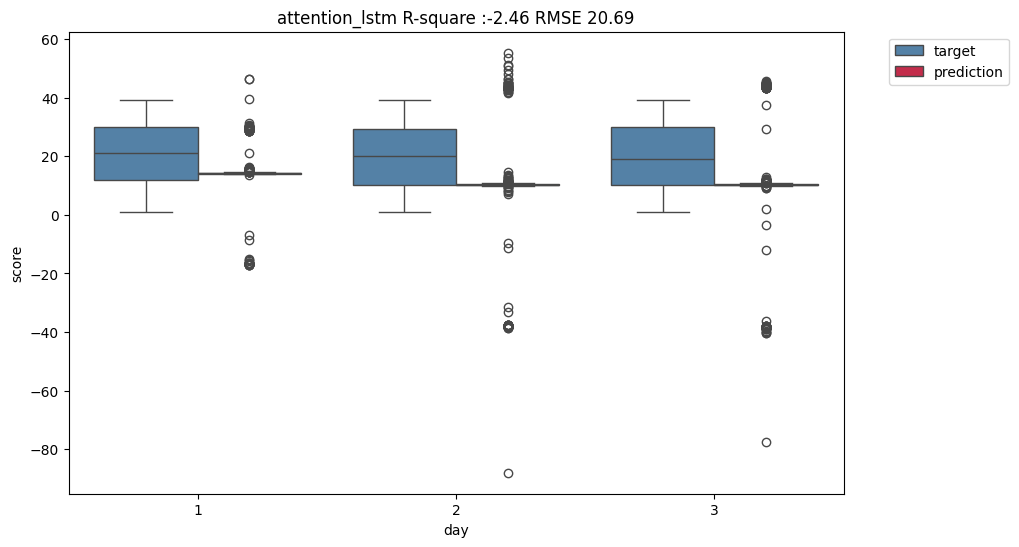 attention_lstm R-square :-2.46 RMSE 20.69
target
prediction
60
40
20
0
−20
−40
−60
−80
score
1 2 3
day